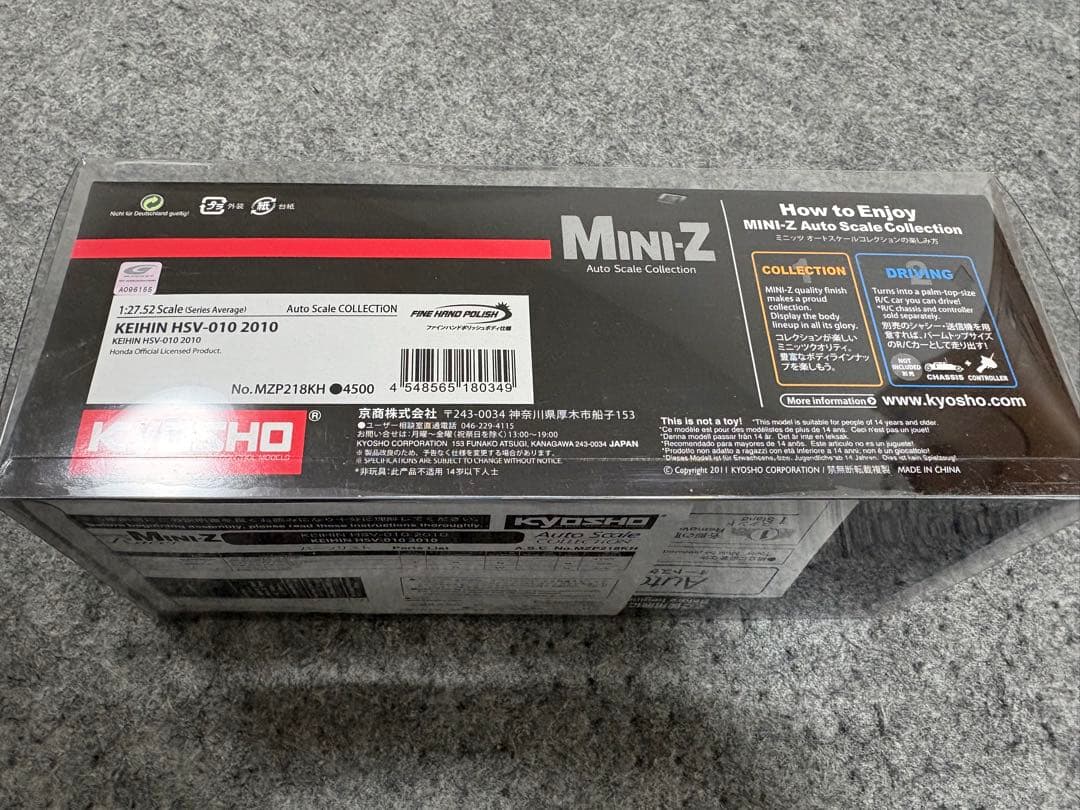 Nicht für Deutschland gueltig!
プラ 外装
紙 台紙
MINI-Z
Auto Scale Collection
A096155
1:27.52 Scale (Series Average) Auto Scale COLLECTiON
KEIHIN HSV-010 2010
KEIHIN HSV-010 2010
Honda Official Licensed Product.
FINE HAND POLISH
ファインハンドポリッシュボディ仕様
No.MZP218KH ●4500
4 548565 180349
KYOSHO®
京商株式会社 〒243-0034 神奈川県厚木市船子153
●ユーザー相談室直通電話 046-229-4115
お問い合せは:月曜~金曜(祝祭日を除く)13:00~19:00
KYOSHO CORPORATION 153 FUNAKO ATSUGI, KANAGAWA 243-0034 JAPAN
※製品改良のため、予告なく仕様を変更する場合があります。
※SPECIFICATIONS ARE SUBJECT TO CHANGE WITHOUT NOTICE.
*非玩具:此产品不适用 14岁以下人士
How to Enjoy
MINI-Z Auto Scale Collection
ミニッツ オートスケールコレクションの楽しみ方
1
COLLECTION
MINI-Z quality finish
makes a proud
collection.
Display the body
lineup in all its glory.
コレクションが楽しい
ミニッツクオリティ。
豊富なボディラインナッ
プを楽しもう。
2
DRIVING
Turns into a palm-top-size
R/C car you can drive!
*R/C chassis and controller
sold separately.
別売のシャシー・送信機を用
意すれば、パームトップサイズ
のR/Cカーとして走り出す!
NOT
INCLUDED
別売
CHASSIS + CONTROLLER
More information www.kyosho.com
This is not a toy! *This model is suitable for people of 14 years and older.
*Ce modèle est pour des modélistes de plus de 14 ans. Ceci n'est pas un jouet!
*Denna modell passar från 14 år. Det är inte en leksak.
*Recomendado para mayores de 14 años. Este articulo no es un juguete!
*Prodotto non adatto a ragazzi con età inferiore a 14 anni. non è un giocattolo!
*Dieses Modell ist für Erwachsene, bzw. Jugendliche ab 14 Jahren. Dies ist kein Spielzeug!
© Copyright 2011 KYOSHO CORPORATION / 禁無断転載複製 MADE IN CHINA
KYOSHO
MINI-Z
KEIHIN HSV-010 2010
KEIHIN HSV-010 2010
Auto Scale
COLLECTION
Parts List
No.MZP218KH